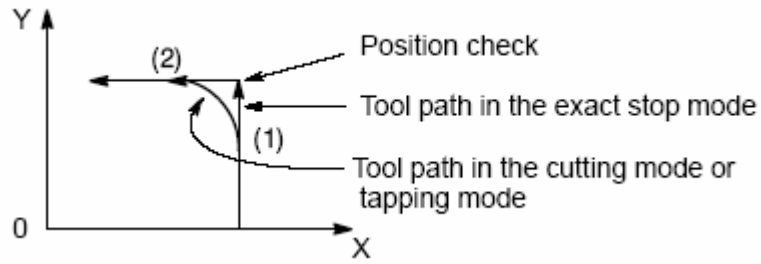 Y
(2)
Position check
Tool path in the exact stop mode
(1)
Tool path in the cutting mode or
tapping mode
0
X